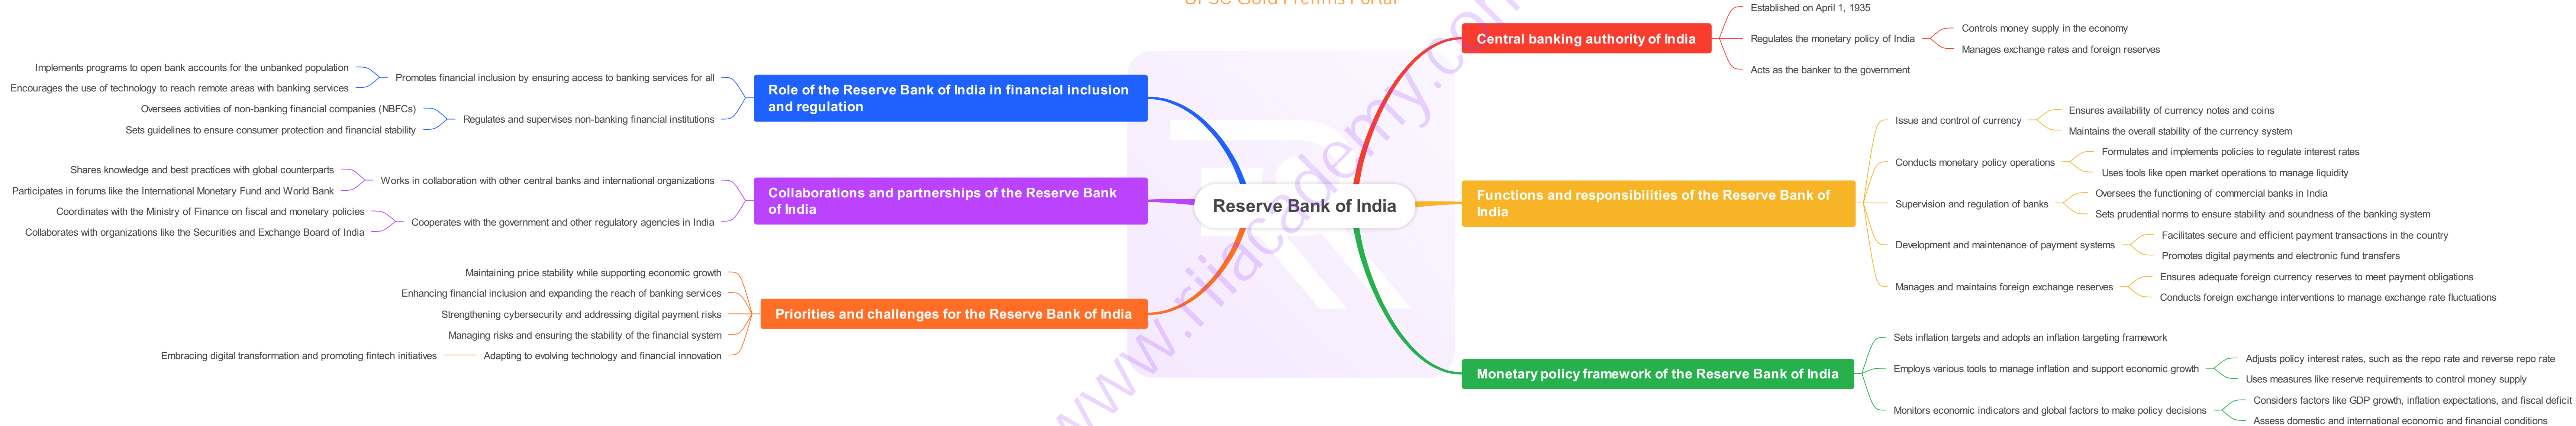 UPSC Gold Prelims Portal
Reserve Bank of India
Central banking authority of India
Established on April 1, 1935
Regulates the monetary policy of India
Controls money supply in the economy
Manages exchange rates and foreign reserves
Acts as the banker to the government
Functions and responsibilities of the Reserve Bank of
India
Issue and control of currency
Ensures availability of currency notes and coins
Maintains the overall stability of the currency system
Conducts monetary policy operations
Formulates and implements policies to regulate interest rates
Uses tools like open market operations to manage liquidity
Supervision and regulation of banks
Oversees the functioning of commercial banks in India
Sets prudential norms to ensure stability and soundness of the banking system
Development and maintenance of payment systems
Facilitates secure and efficient payment transactions in the country
Promotes digital payments and electronic fund transfers
Manages and maintains foreign exchange reserves
Ensures adequate foreign currency reserves to meet payment obligations
Conducts foreign exchange interventions to manage exchange rate fluctuations
Monetary policy framework of the Reserve Bank of India
Sets inflation targets and adopts an inflation targeting framework
Employs various tools to manage inflation and support economic growth
Adjusts policy interest rates, such as the repo rate and reverse repo rate
Uses measures like reserve requirements to control money supply
Monitors economic indicators and global factors to make policy decisions
Considers factors like GDP growth, inflation expectations, and fiscal deficit
Assess domestic and international economic and financial conditions
Role of the Reserve Bank of India in financial inclusion
and regulation
Promotes financial inclusion by ensuring access to banking services for all
Implements programs to open bank accounts for the unbanked population
Encourages the use of technology to reach remote areas with banking services
Regulates and supervises non-banking financial institutions
Oversees activities of non-banking financial companies (NBFCs)
Sets guidelines to ensure consumer protection and financial stability
Collaborations and partnerships of the Reserve Bank
of India
Works in collaboration with other central banks and international organizations
Shares knowledge and best practices with global counterparts
Participates in forums like the International Monetary Fund and World Bank
Cooperates with the government and other regulatory agencies in India
Coordinates with the Ministry of Finance on fiscal and monetary policies
Collaborates with organizations like the Securities and Exchange Board of India
Priorities and challenges for the Reserve Bank of India
Maintaining price stability while supporting economic growth
Enhancing financial inclusion and expanding the reach of banking services
Strengthening cybersecurity and addressing digital payment risks
Managing risks and ensuring the stability of the financial system
Adapting to evolving technology and financial innovation
Embracing digital transformation and promoting fintech initiatives